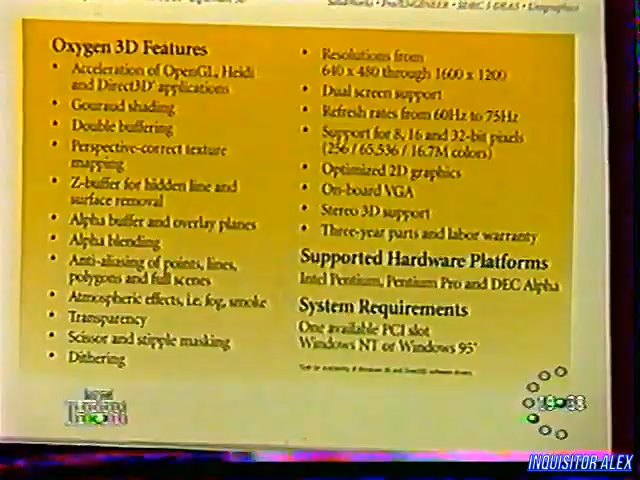 SolidWorks • Pro/ENGINEER • SDRC I-DEAS • Unigraphics
Oxygen 3D Features
• Acceleration of OpenGL, Heidi
and Direct3D* applications
• Gouraud shading
• Double buffering
• Perspective-correct texture
mapping
• Z-buffer for hidden line and
surface removal
• Alpha buffer and overlay planes
• Alpha blending
• Anti-aliasing of points, lines,
polygons and full scenes
• Atmospheric effects, i.e. fog, smoke
• Transparency
• Scissor and stipple masking
• Dithering
• Resolutions from
640 x 480 through 1600 x 1200
• Dual screen support
• Refresh rates from 60Hz to 75Hz
• Support for 8, 16 and 32-bit pixels
(256 / 65,536 / 16.7M colors)
• Optimized 2D graphics
• On-board VGA
• Stereo 3D support
• Three-year parts and labor warranty
Supported Hardware Platforms
Intel Pentium, Pentium Pro and DEC Alpha
System Requirements
One available PCI slot
Windows NT or Windows 95*
INQUISITOR ALEX